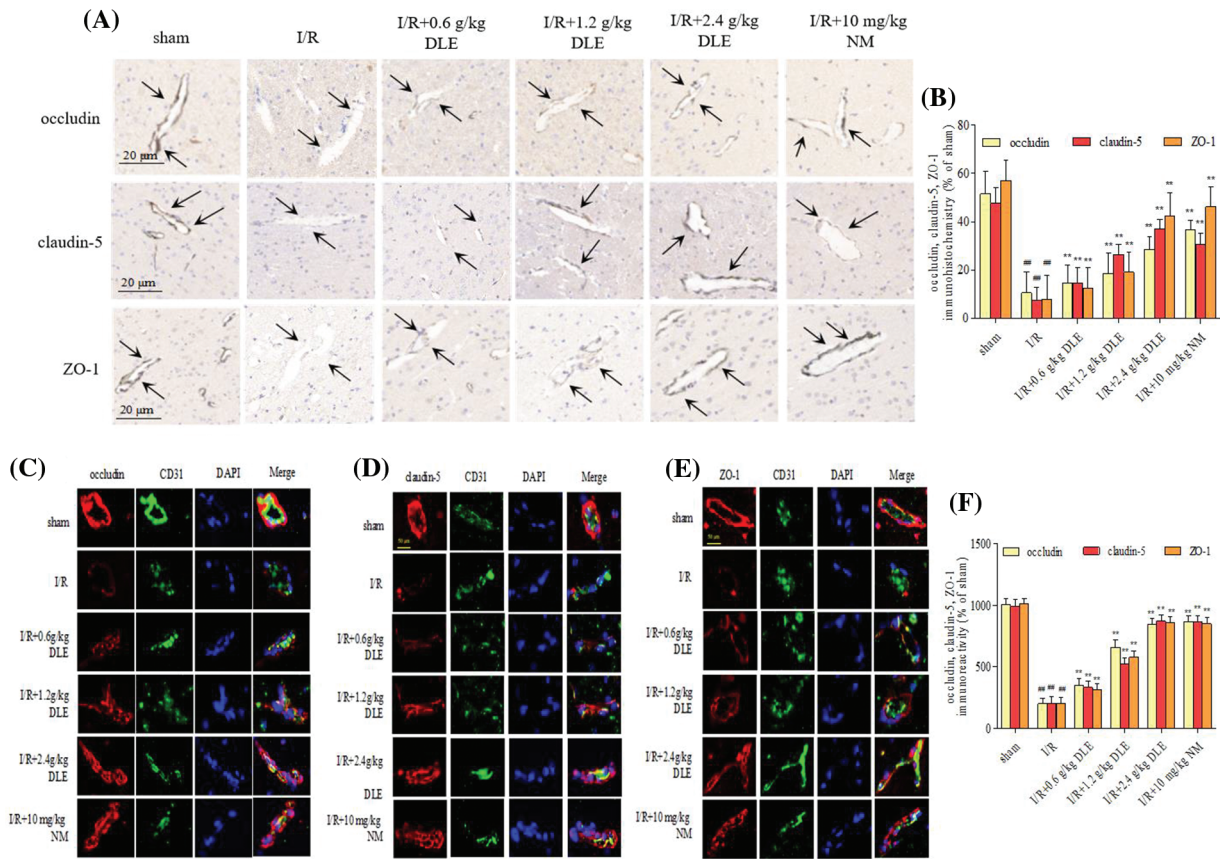 (A)
sham
I/R
I/R+0.6 g/kg
DLE
I/R+1.2 g/kg
DLE
I/R+2.4 g/kg
DLE
I/R+10 mg/kg
NM
occludin
20 μm
claudin-5
ZO-1
20 μm
(B)
occludin, claudin-5, ZO-1
immunohistochemistry (% of sham)
80
60
40
20
0
occludin
claudin-5
ZO-1
## ## ##
** ** **
** ** **
** ** **
** ** **
sham
I/R
I/R+0.6 g/kg DLE
I/R+1.2 g/kg DLE
I/R+2.4 g/kg DLE
I/R+10 mg/kg NM
(C)
occludin
CD31
DAPI
Merge
sham
I/R
I/R+0.6g/kg
DLE
I/R+1.2g/kg
DLE
I/R+2.4g/kg
DLE
I/R+10 mg/kg
NM
(D)
claudin-5
CD31
DAPI
Merge
sham
I/R
I/R+0.6g/kg
DLE
I/R+1.2g/kg
DLE
I/R+2.4g/kg
DLE
I/R+10 mg/kg
NM
(E)
ZO-1
CD31
DAPI
Merge
sham
I/R
I/R+0.6g/kg
DLE
I/R+1.2g/kg
DLE
I/R+2.4g/kg
DLE
I/R+10 mg/kg
NM
(F)
occludin, claudin-5, ZO-1
immunoreactivity (% of sham)
1500
1000
500
0
occludin
claudin-5
ZO-1
## ## ##
** ** **
** ** **
** ** **
** ** **
sham
I/R
I/R+0.6 g/kg DLE
I/R+1.2 g/kg DLE
I/R+2.4 g/kg DLE
I/R+10 mg/kg NM